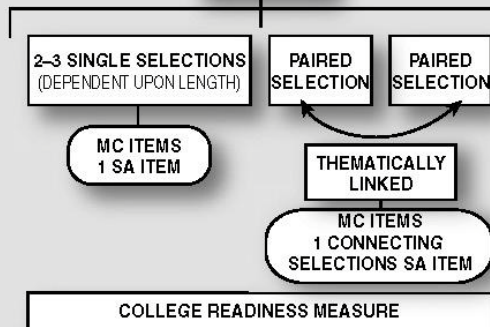 2–3 SINGLE SELECTIONS
(DEPENDENT UPON LENGTH)
MC ITEMS
1 SA ITEM
PAIRED
SELECTION
PAIRED
SELECTION
THEMATICALLY
LINKED
MC ITEMS
1 CONNECTING
SELECTIONS SA ITEM
COLLEGE READINESS MEASURE